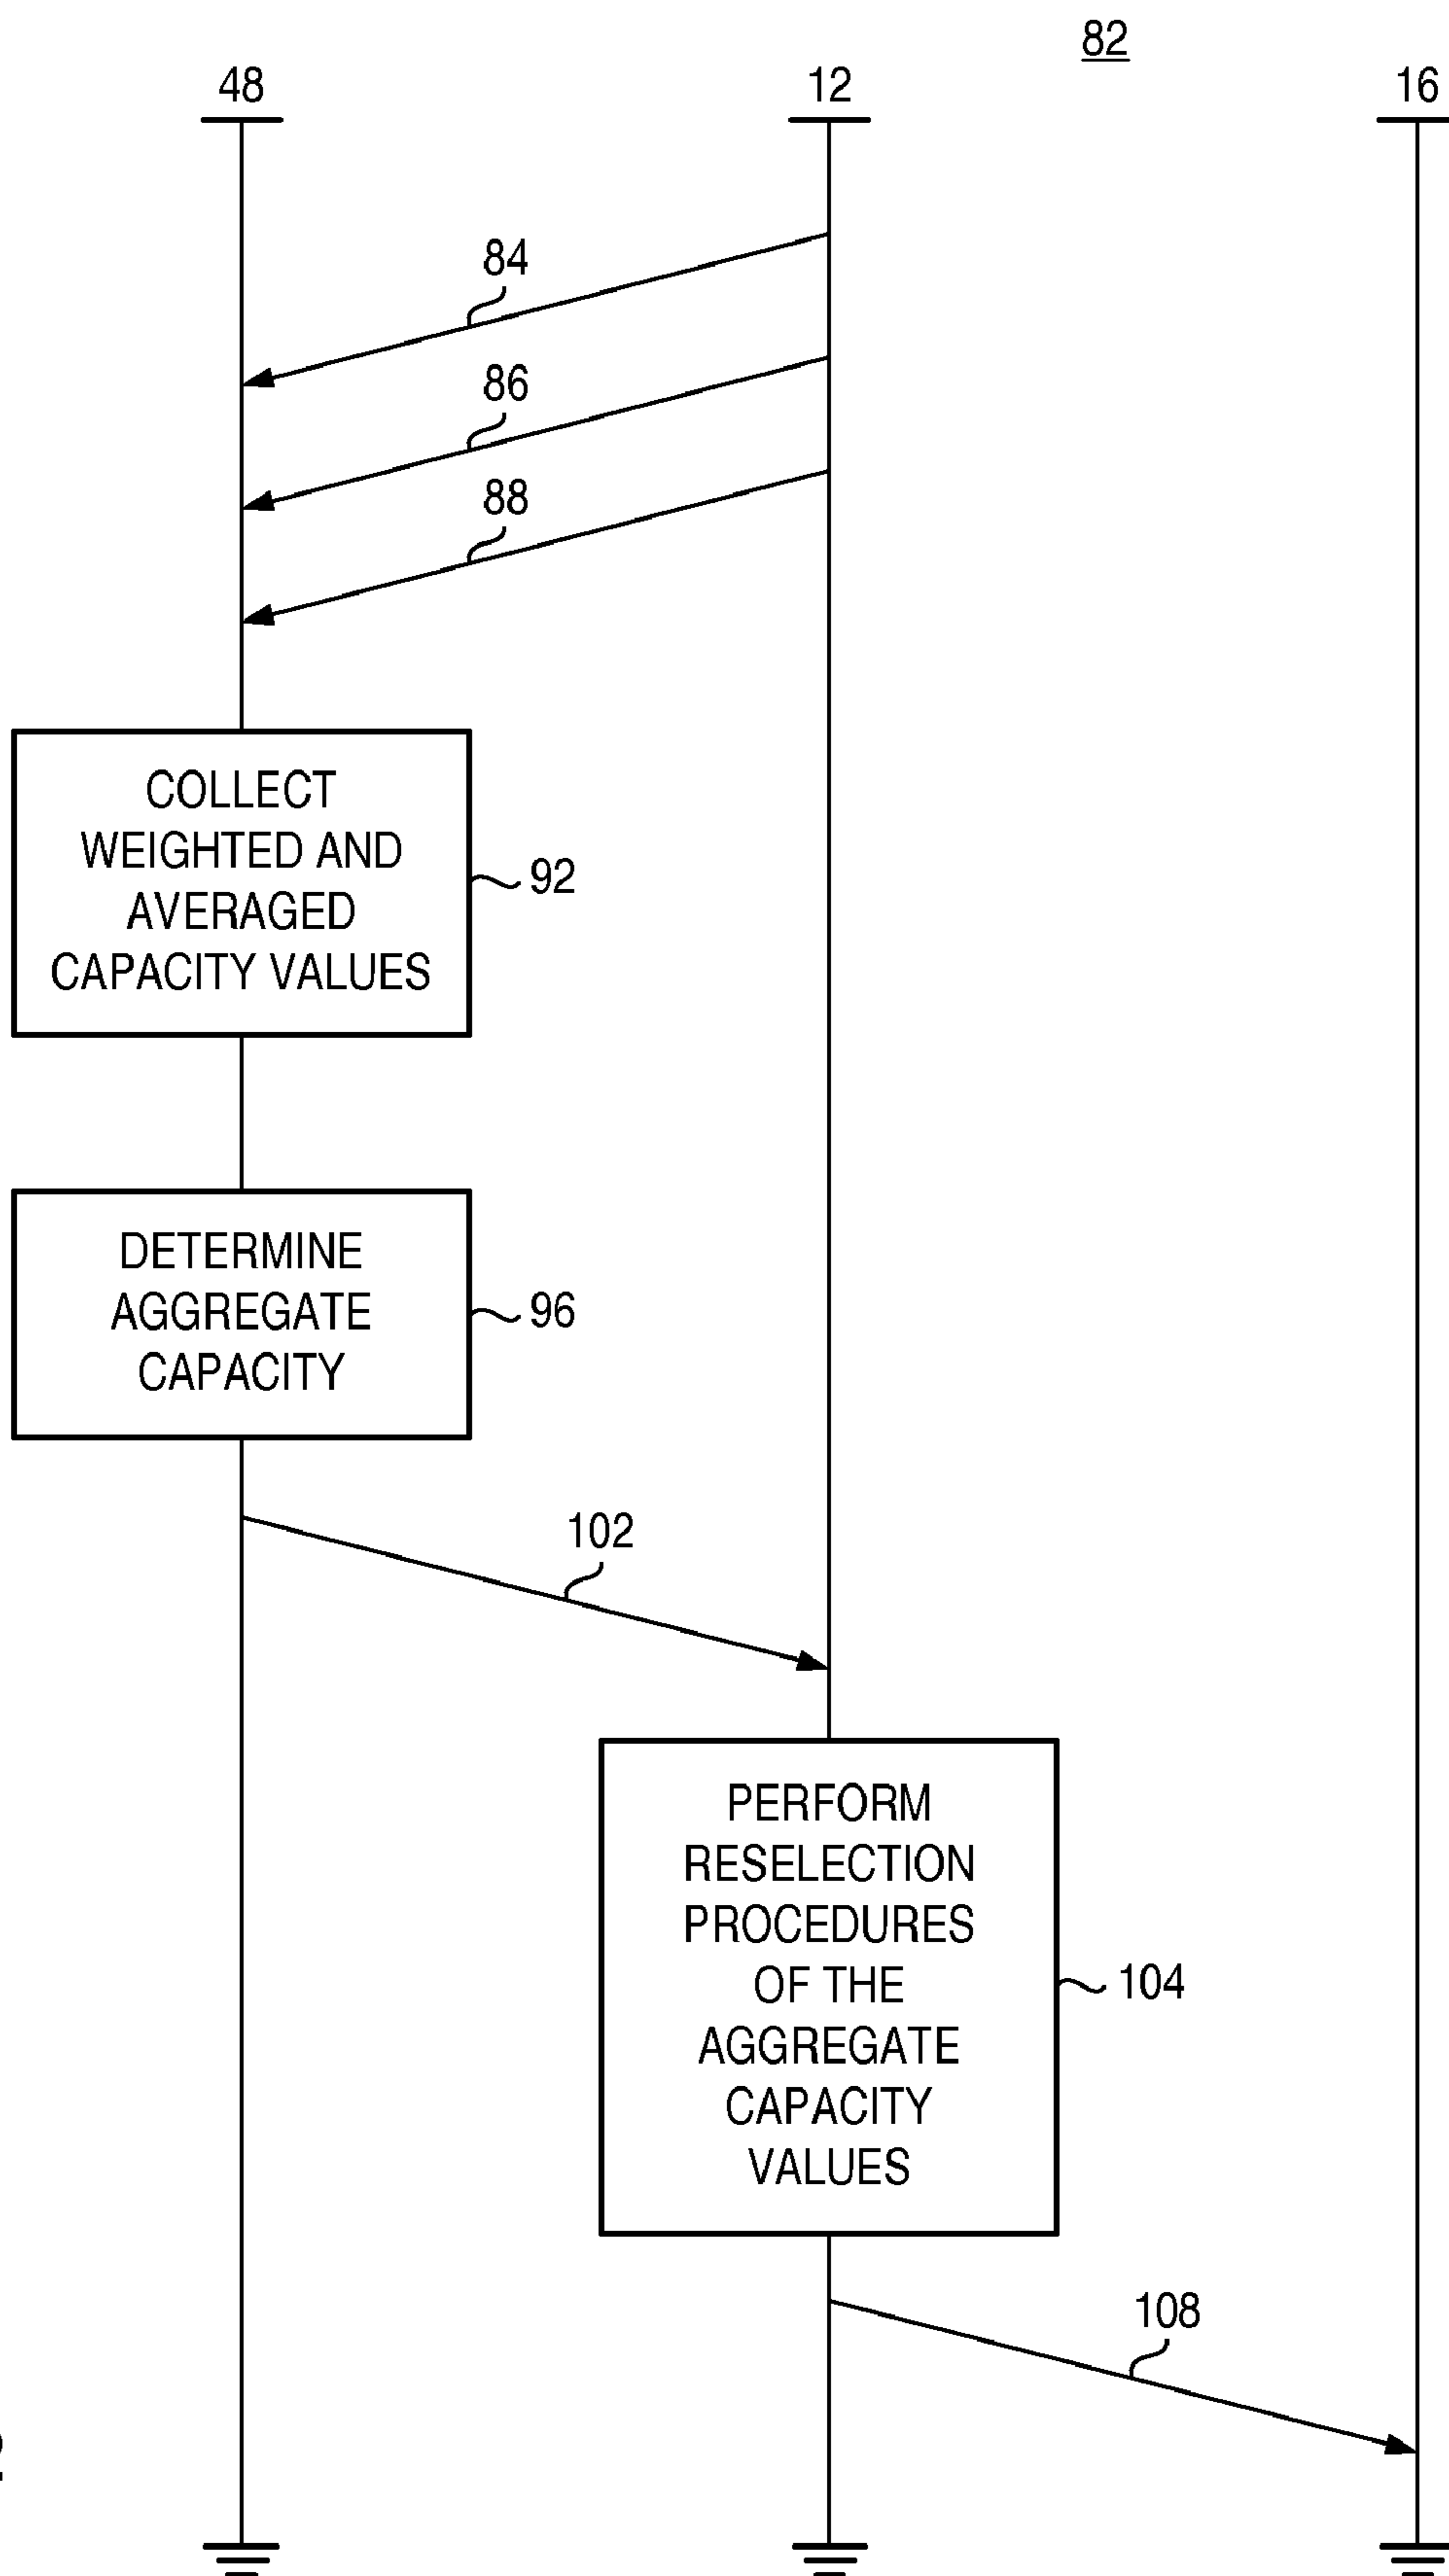 82
48
12
16
84
86
88
COLLECT
WEIGHTED AND
AVERAGED
CAPACITY VALUES
92
DETERMINE
AGGREGATE
CAPACITY
96
102
PERFORM
RESELECTION
PROCEDURES
OF THE
AGGREGATE
CAPACITY
VALUES
104
108